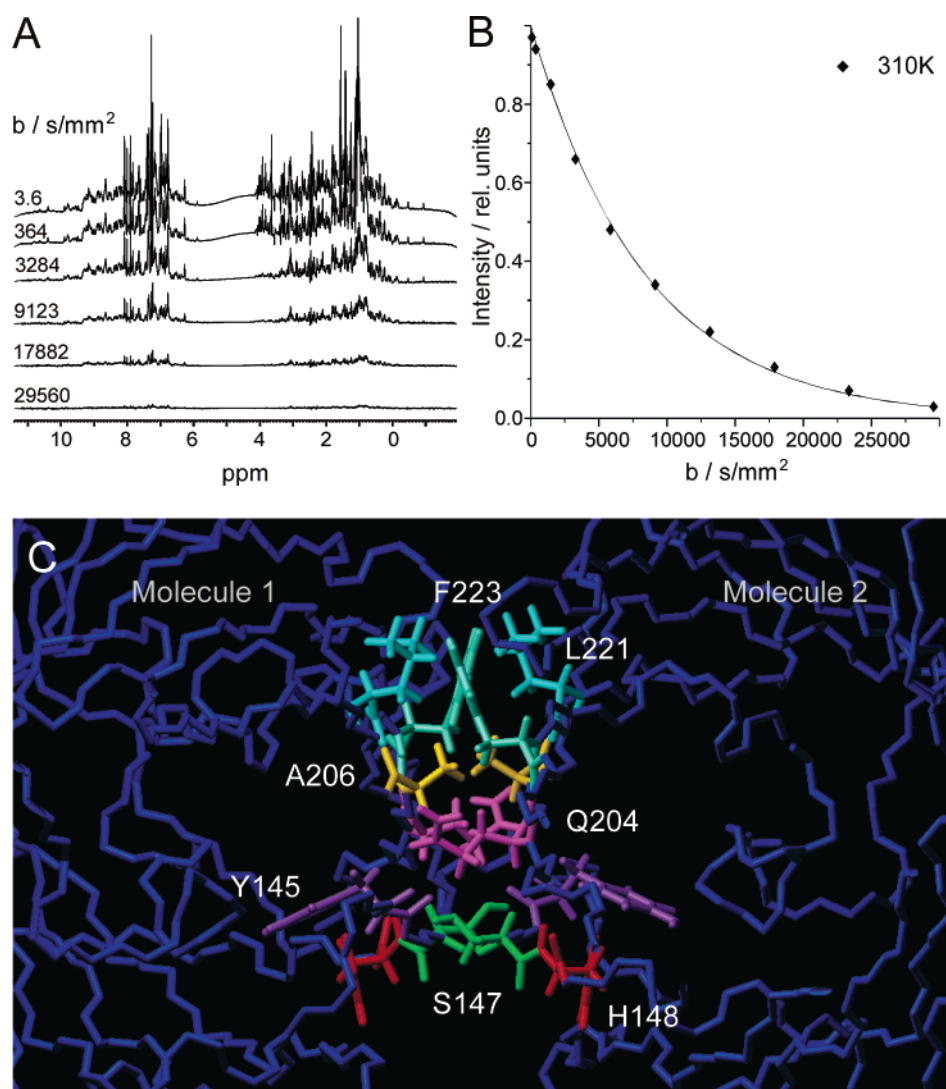 A
b / s/mm²
3.6
364
3284
9123
17882
29560
10 8 6 4 2 0
ppm
B
310K
Intensity / rel. units
0.8
0.6
0.4
0.2
0.0
0 5000 10000 15000 20000 25000
b / s/mm²
C
Molecule 1
F223
Molecule 2
L221
A206
Q204
Y145
S147
H148